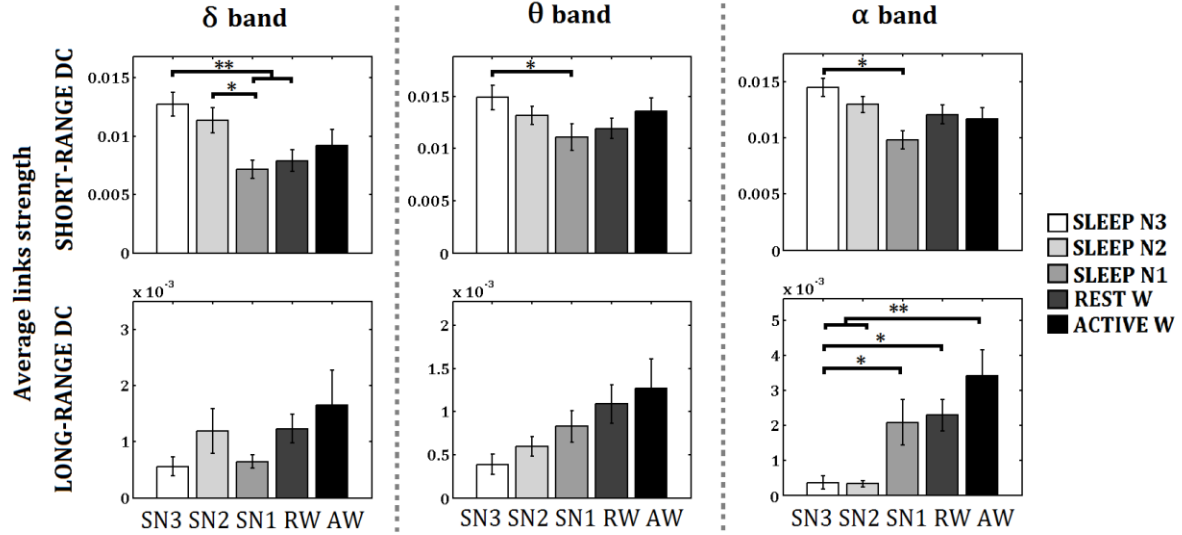 δ band
θ band
α band
Average links strength
SHORT-RANGE DC
0.015
0.01
0.005
0
**
*
0.015
0.01
0.005
0
*
0.015
0.01
0.005
0
*
LONG-RANGE DC
x 10⁻³
3
2
1
0
SN3 SN2 SN1 RW AW
x 10⁻³
2
1.5
1
0.5
0
SN3 SN2 SN1 RW AW
x 10⁻³
5
4
3
2
1
0
**
*
*
SN3 SN2 SN1 RW AW
SLEEP N3
SLEEP N2
SLEEP N1
REST W
ACTIVE W